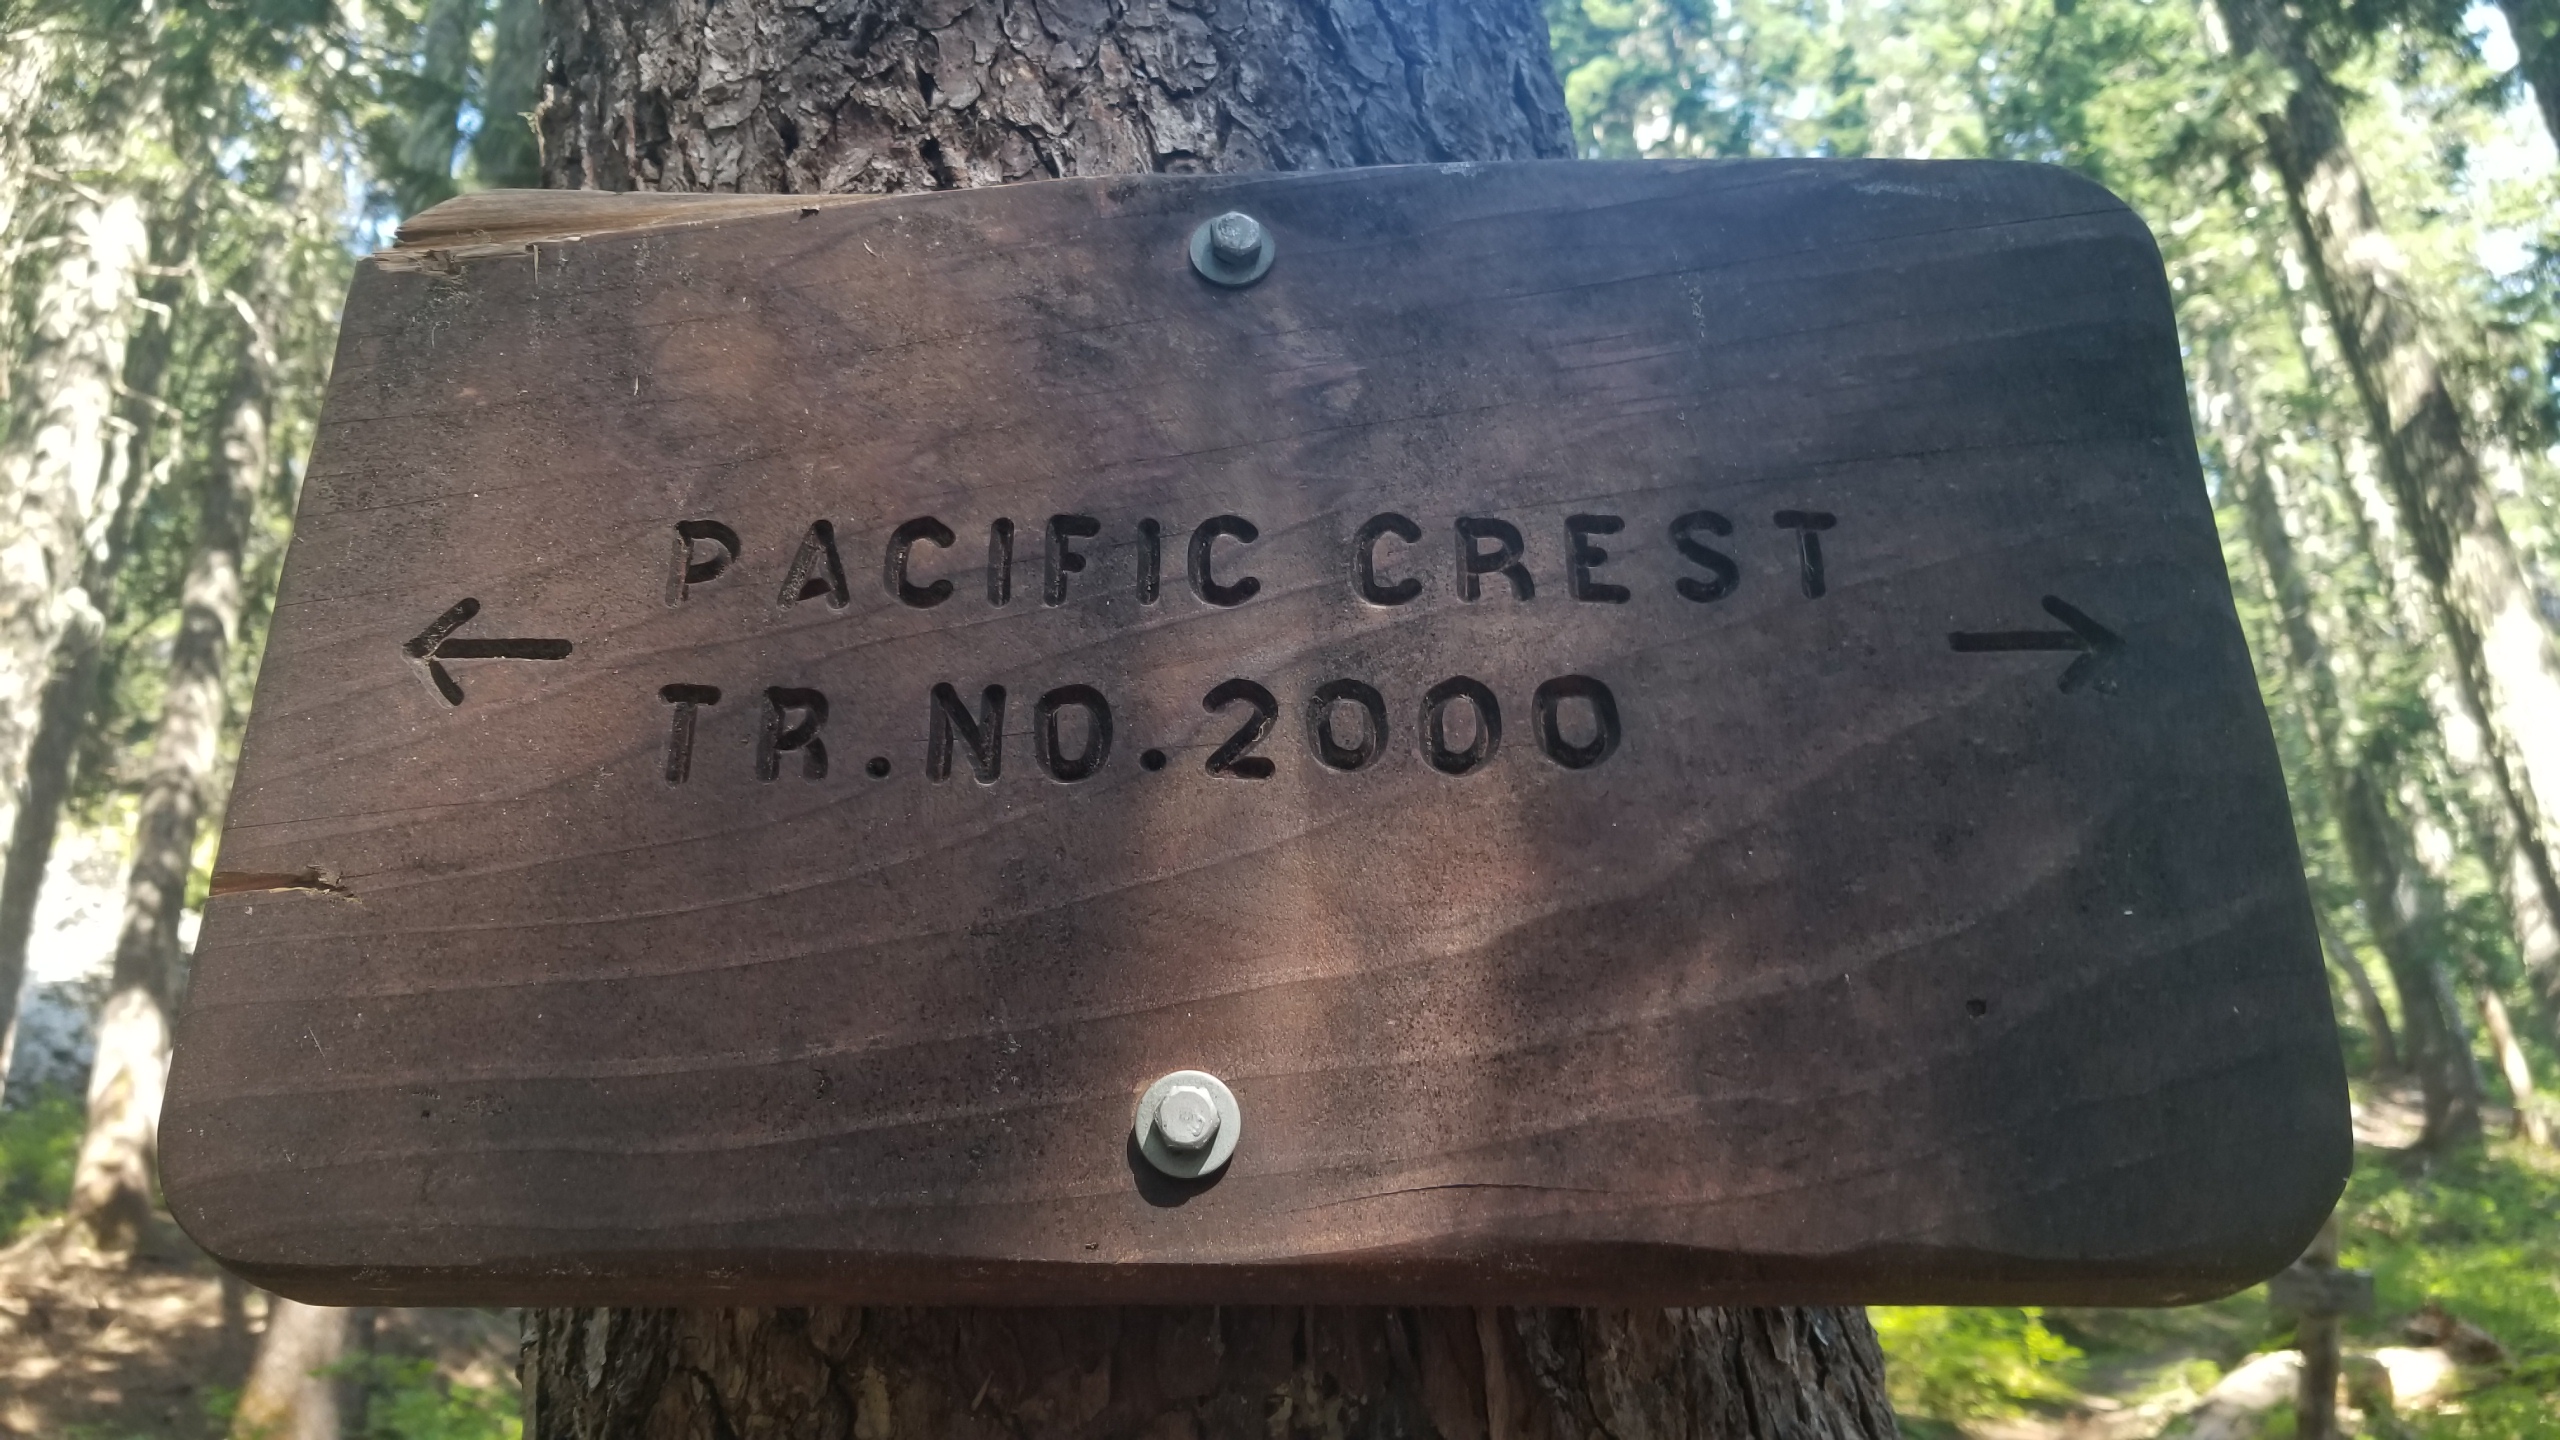 ← PACIFIC CREST →
TR.NO.2000